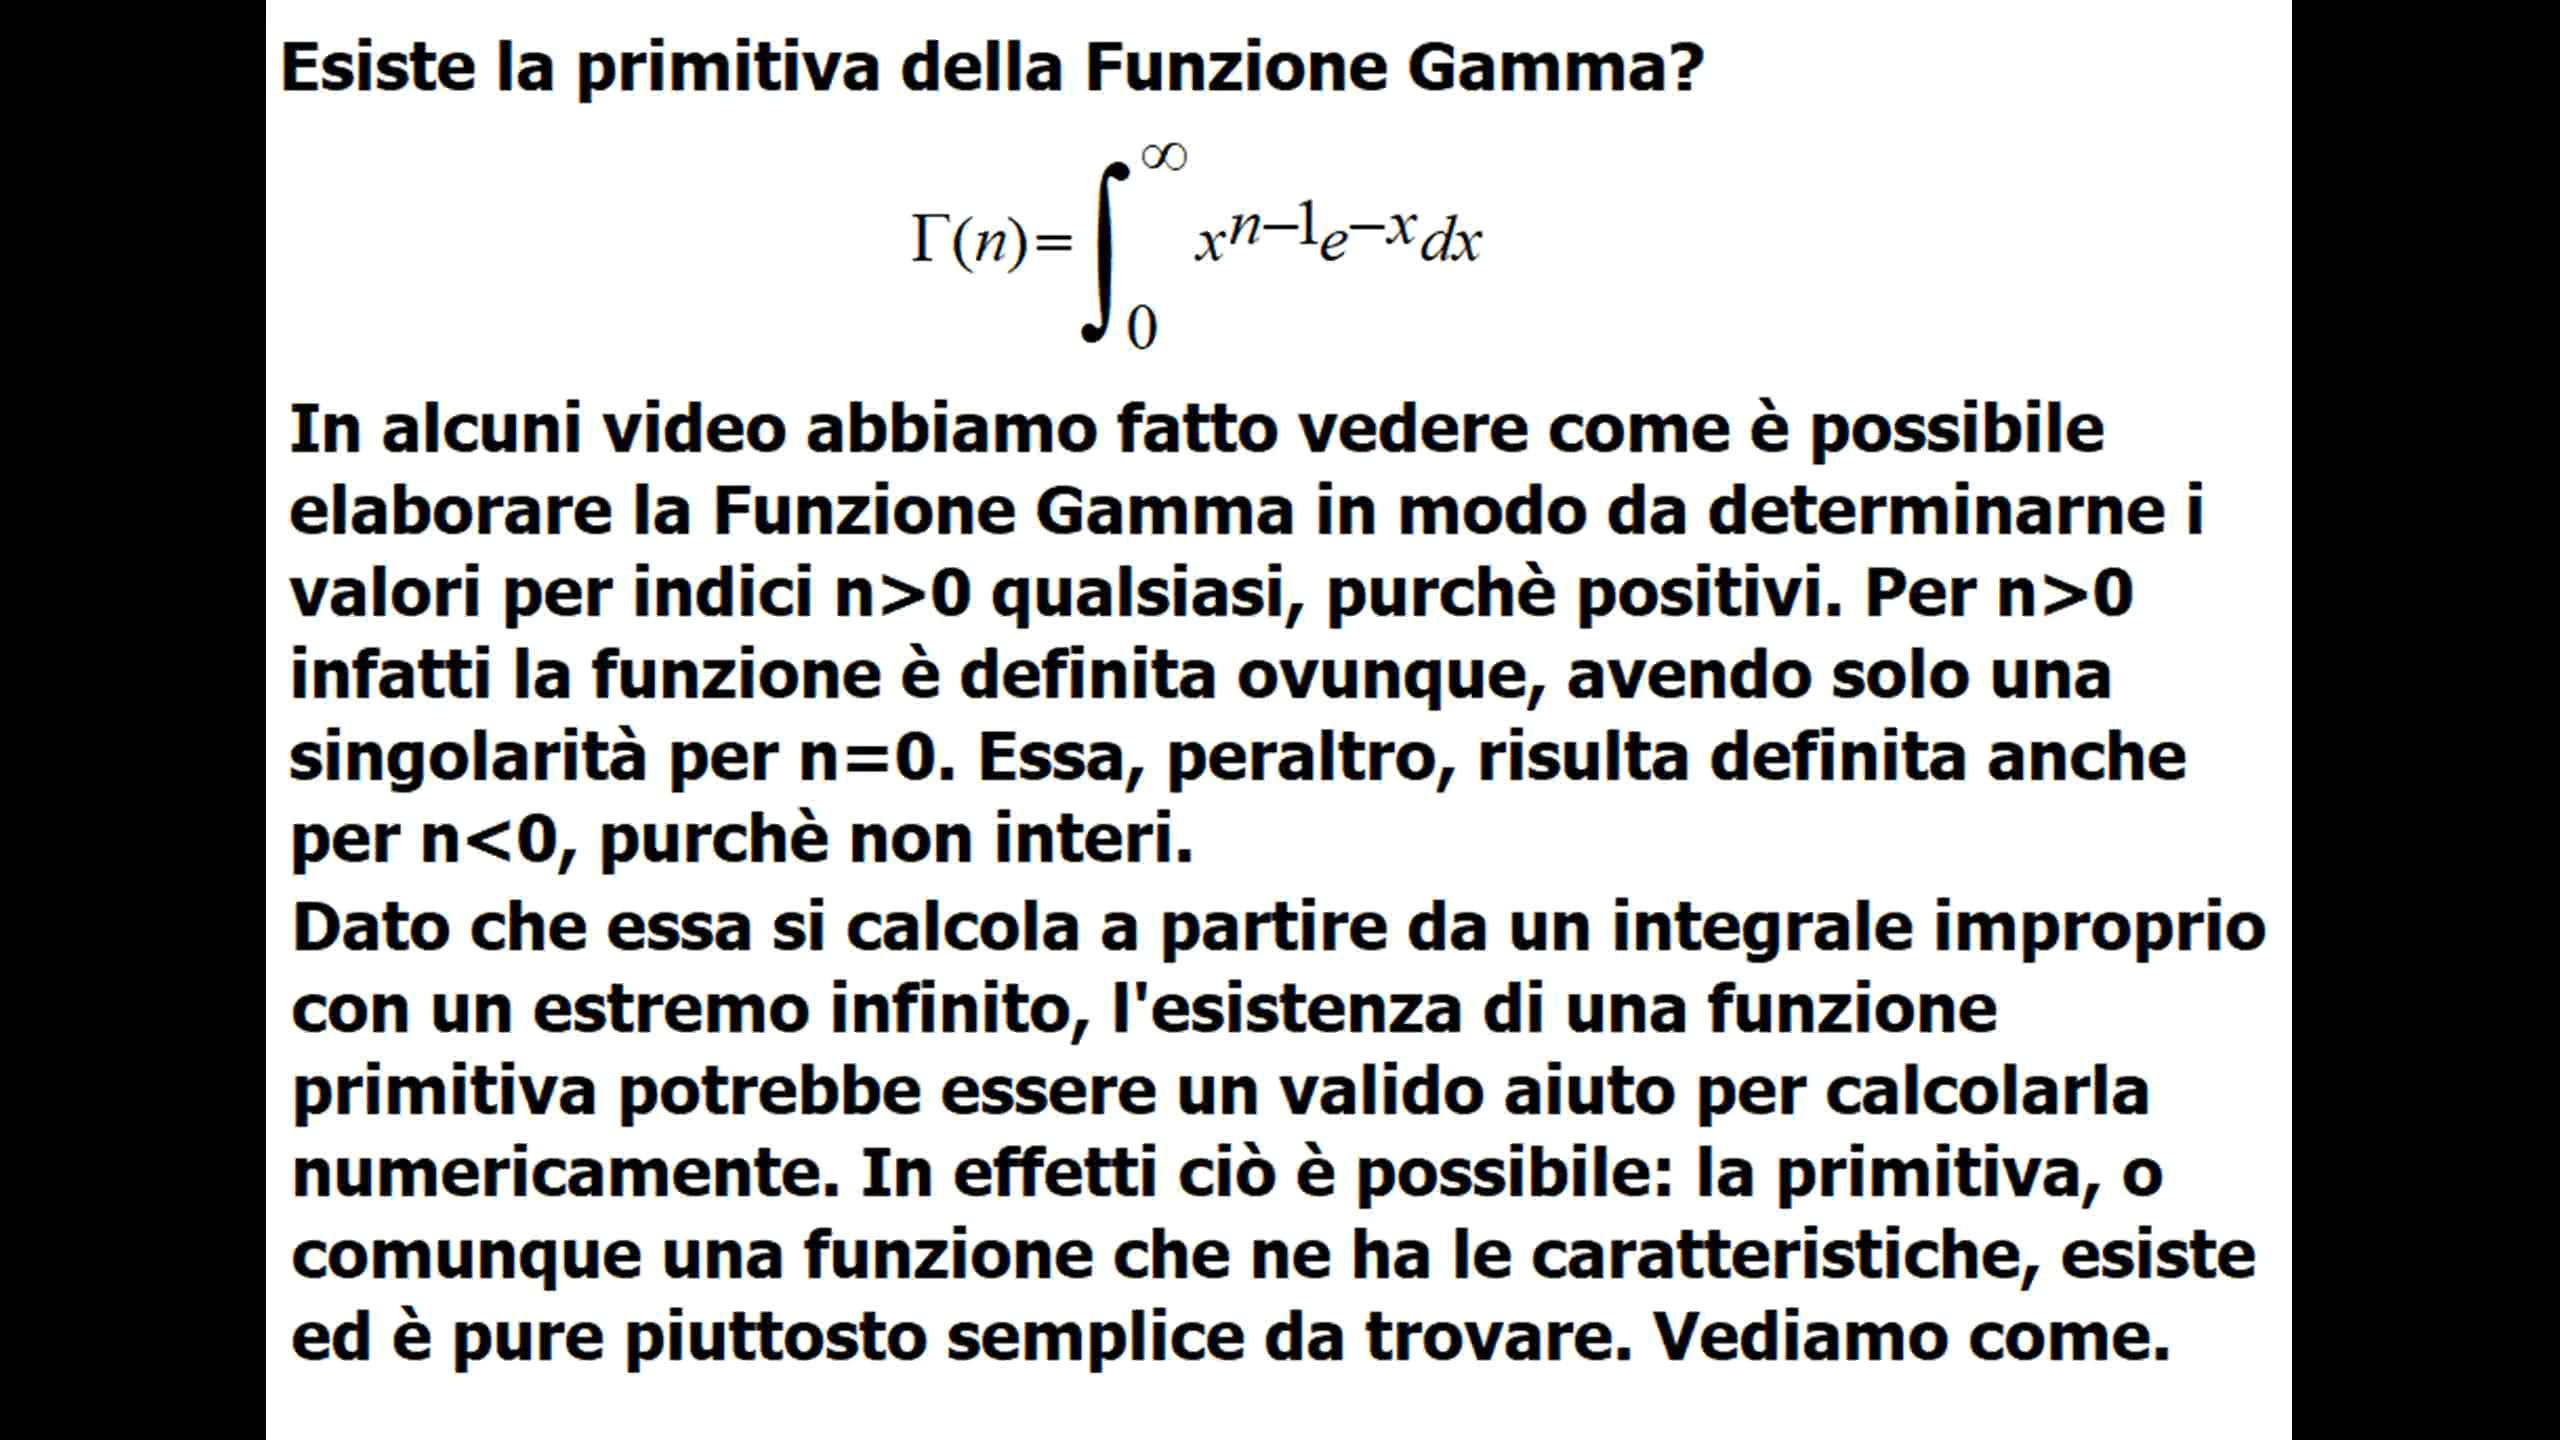 Esiste la primitiva della Funzione Gamma?
Γ(n)=∫₀^∞ xⁿ⁻¹e⁻ˣdx
In alcuni video abbiamo fatto vedere come è possibile
elaborare la Funzione Gamma in modo da determinarne i
valori per indici n>0 qualsiasi, purchè positivi. Per n>0
infatti la funzione è definita ovunque, avendo solo una
singolarità per n=0. Essa, peraltro, risulta definita anche
per n<0, purchè non interi.
Dato che essa si calcola a partire da un integrale improprio
con un estremo infinito, l'esistenza di una funzione
primitiva potrebbe essere un valido aiuto per calcolarla
numericamente. In effetti ciò è possibile: la primitiva, o
comunque una funzione che ne ha le caratteristiche, esiste
ed è pure piuttosto semplice da trovare. Vediamo come.